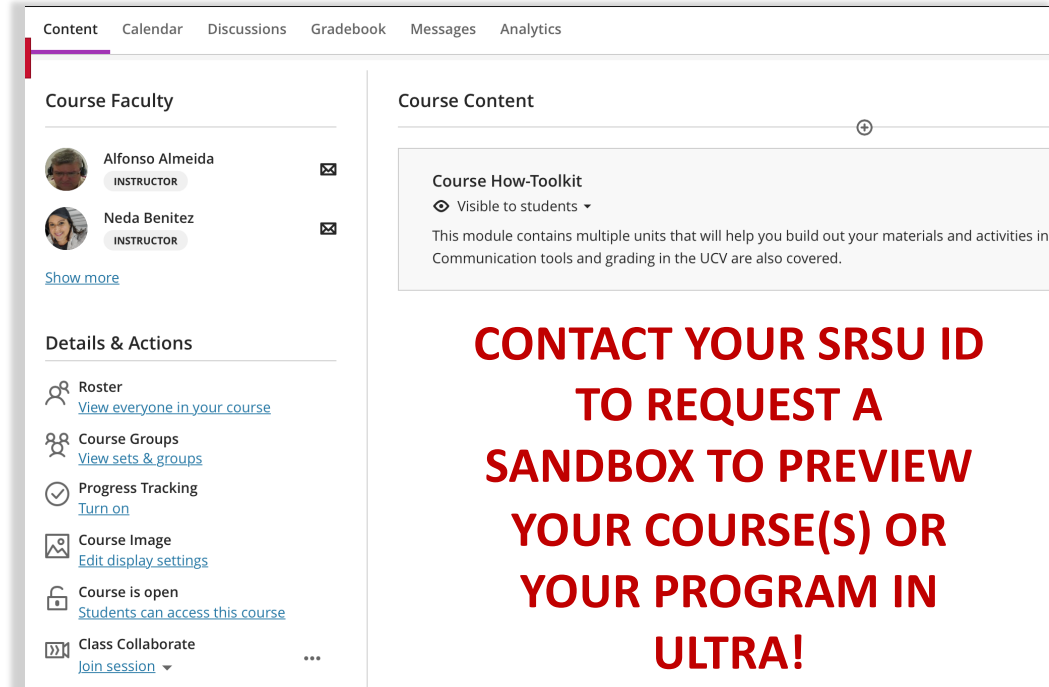 Content Calendar Discussions Gradebook Messages Analytics
Course Faculty
Alfonso Almeida
INSTRUCTOR
Neda Benitez
INSTRUCTOR
Show more
Details & Actions
Roster
View everyone in your course
Course Groups
View sets & groups
Progress Tracking
Turn on
Course Image
Edit display settings
Course is open
Students can access this course
Class Collaborate
Join session
Course Content
Course How-Toolkit
Visible to students
This module contains multiple units that will help you build out your materials and activities in
Communication tools and grading in the UCV are also covered.
CONTACT YOUR SRSU ID
TO REQUEST A
SANDBOX TO PREVIEW
YOUR COURSE(S) OR
YOUR PROGRAM IN
ULTRA!